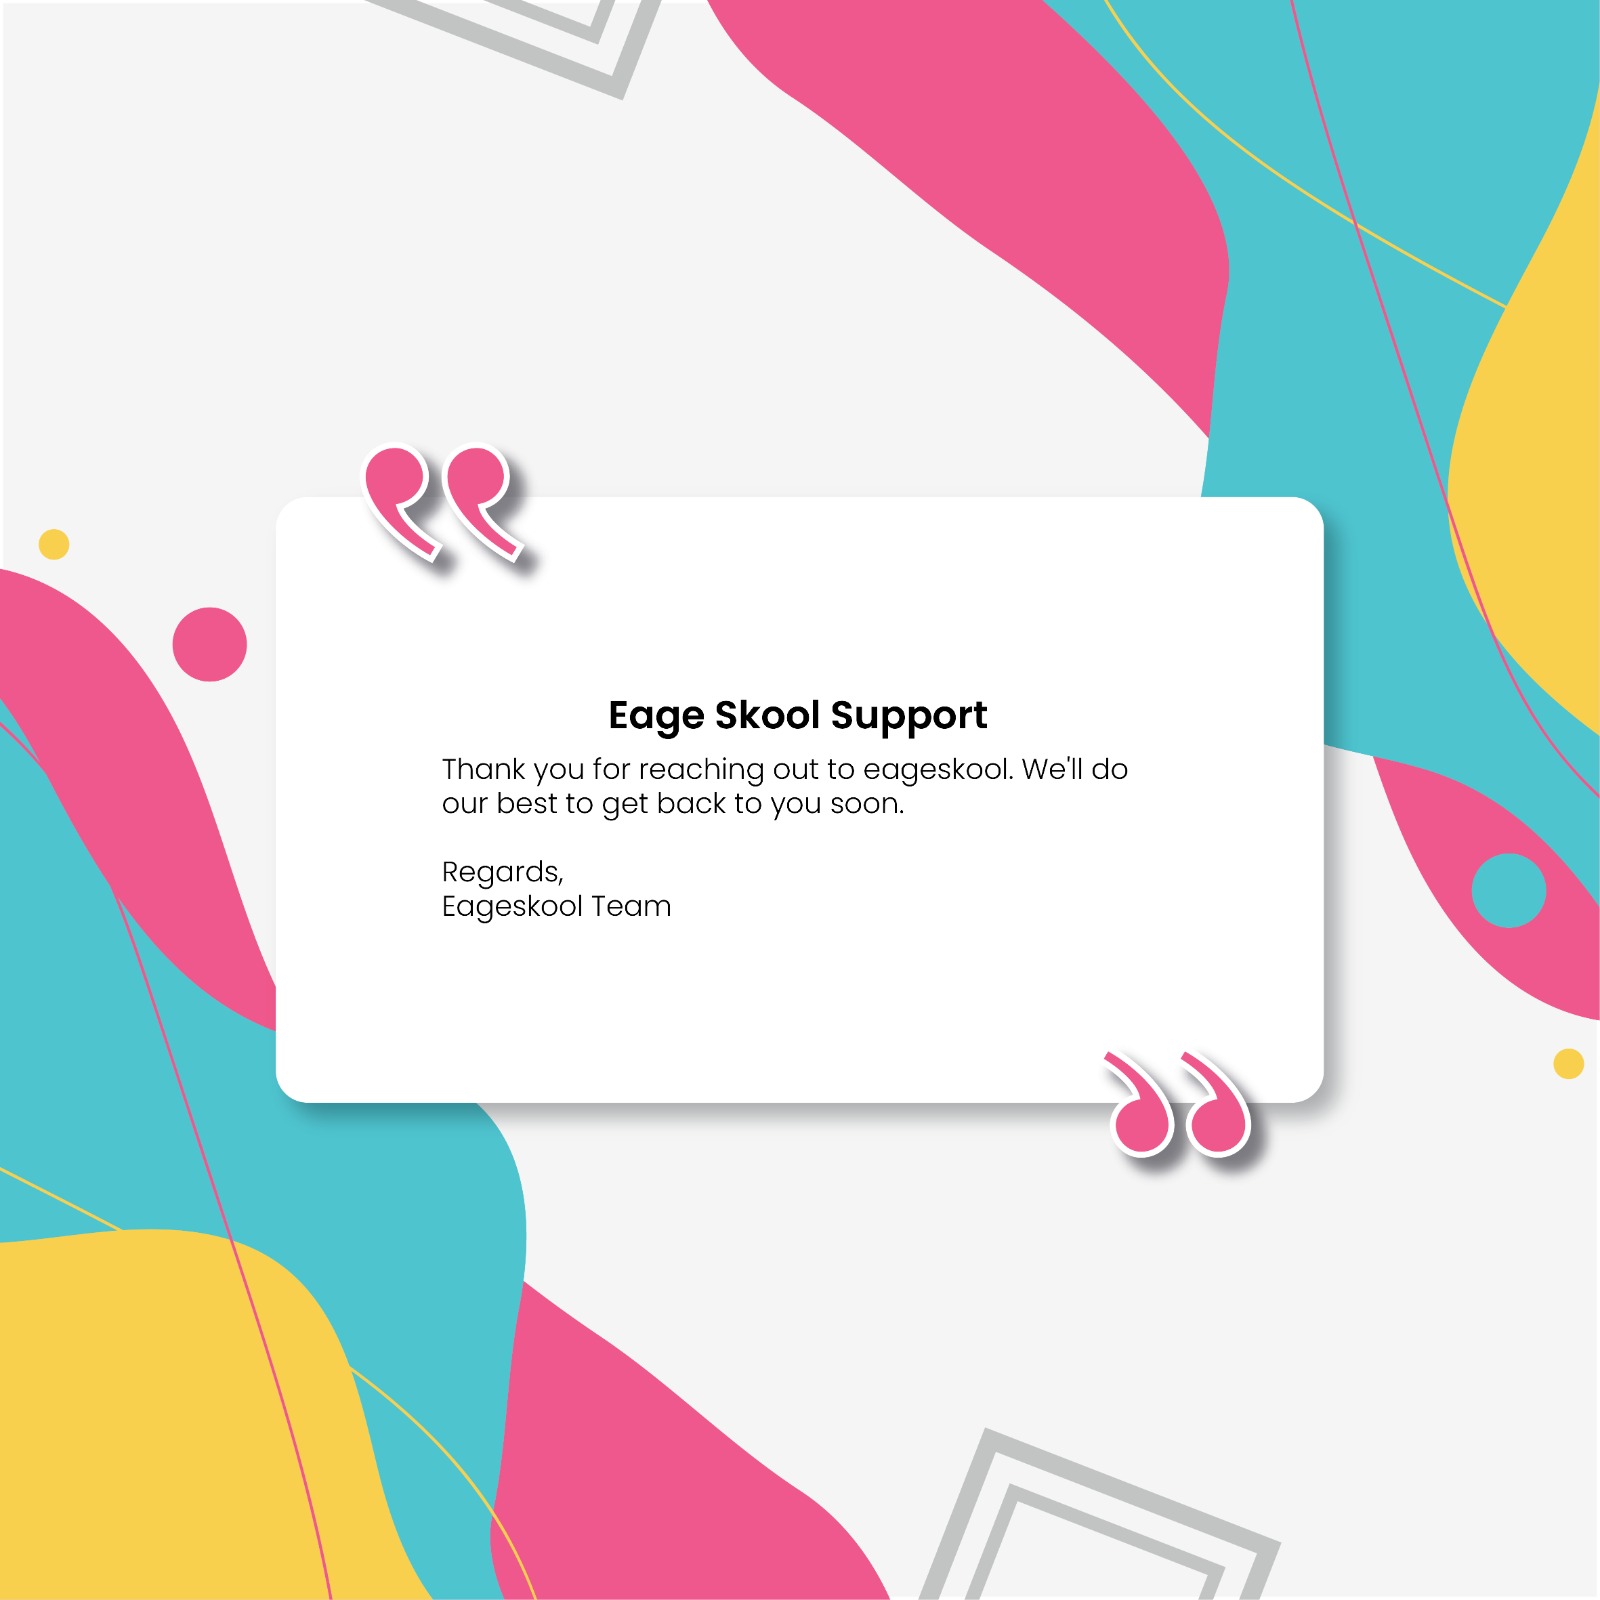 Eage Skool Support
Thank you for reaching out to eageskool. We'll do
our best to get back to you soon.
Regards,
Eageskool Team